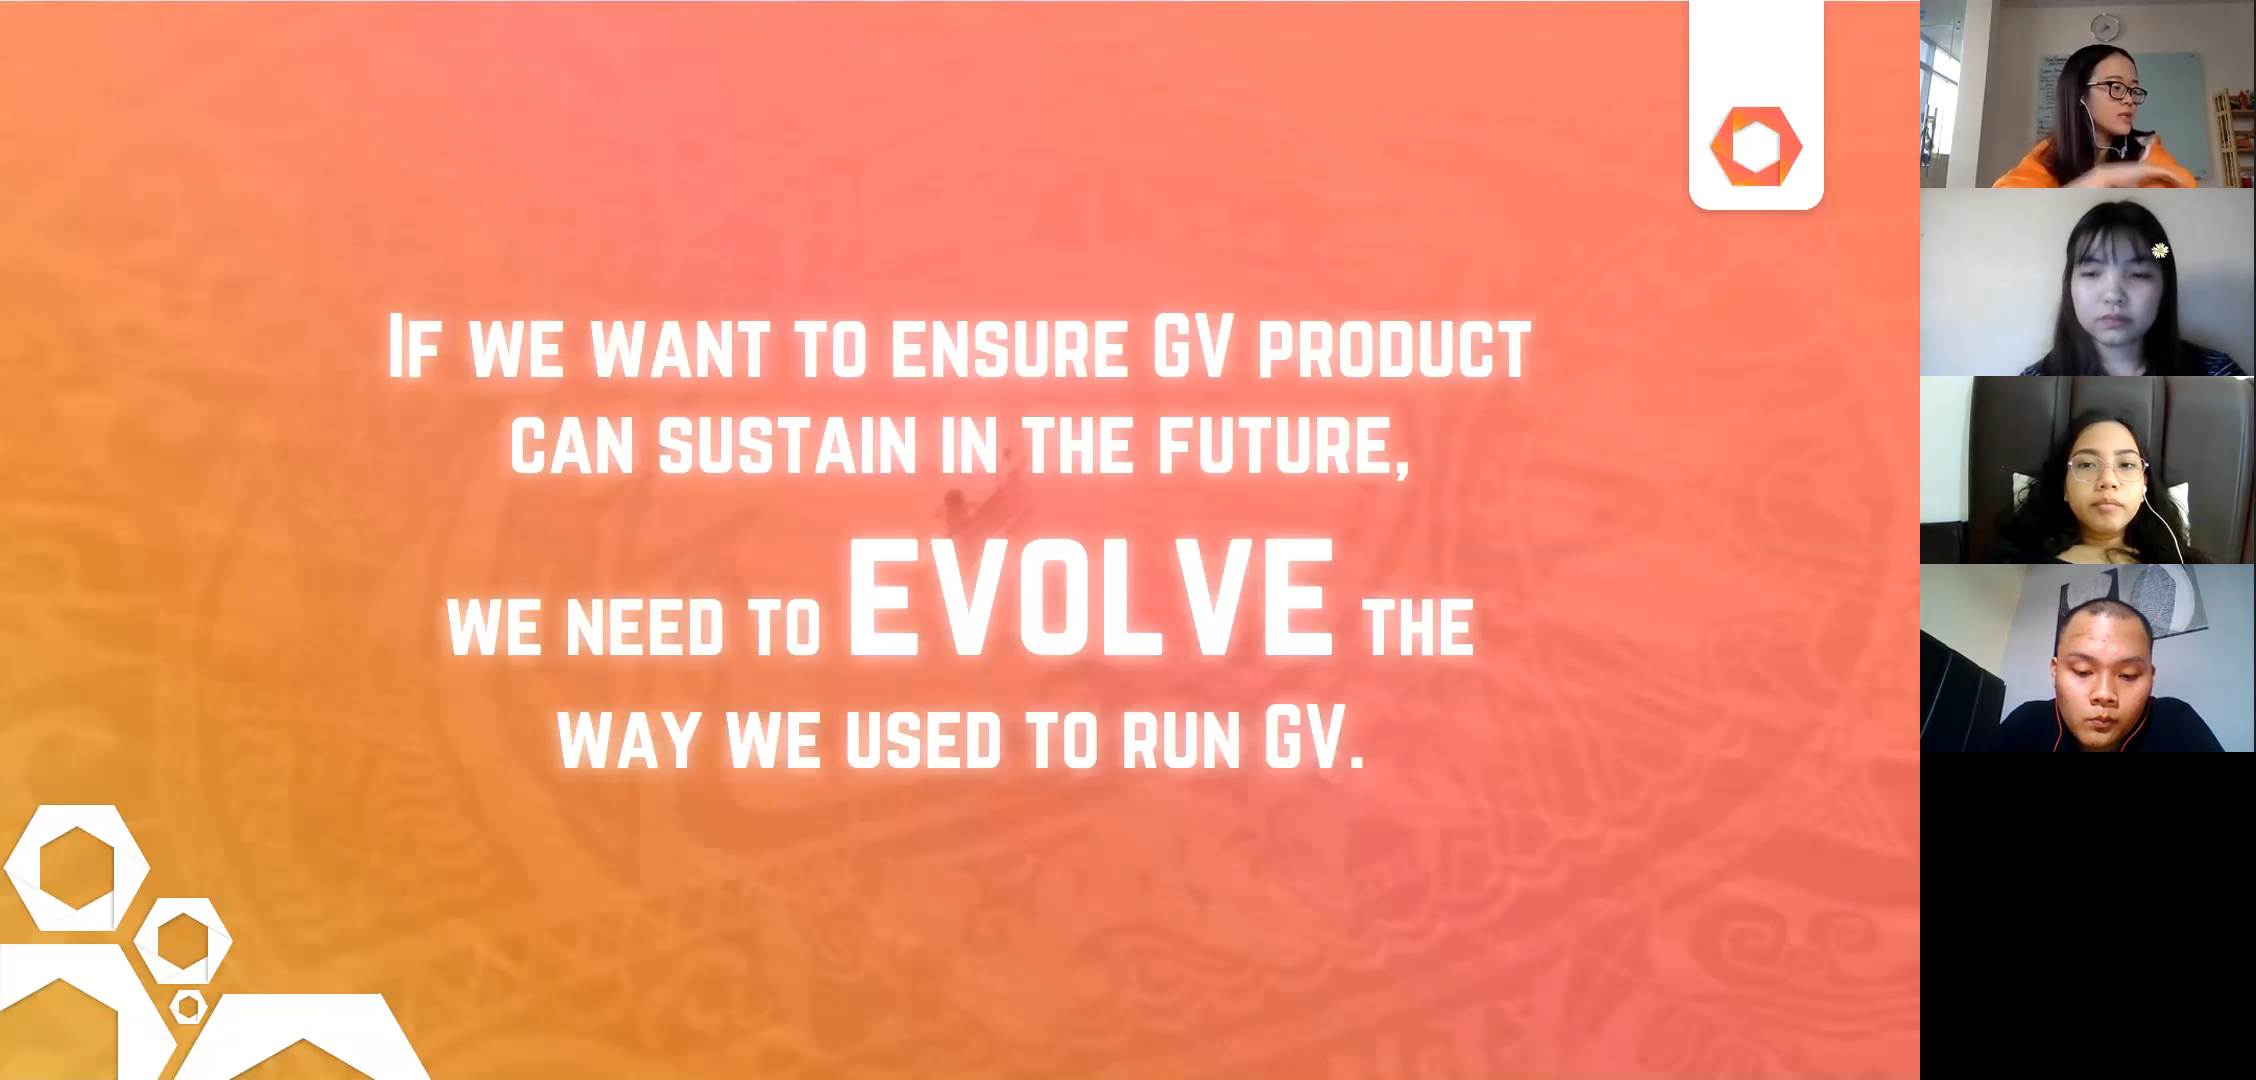 If we want to ensure GV product
can sustain in the future,
we need to EVOLVE the
way we used to run GV.